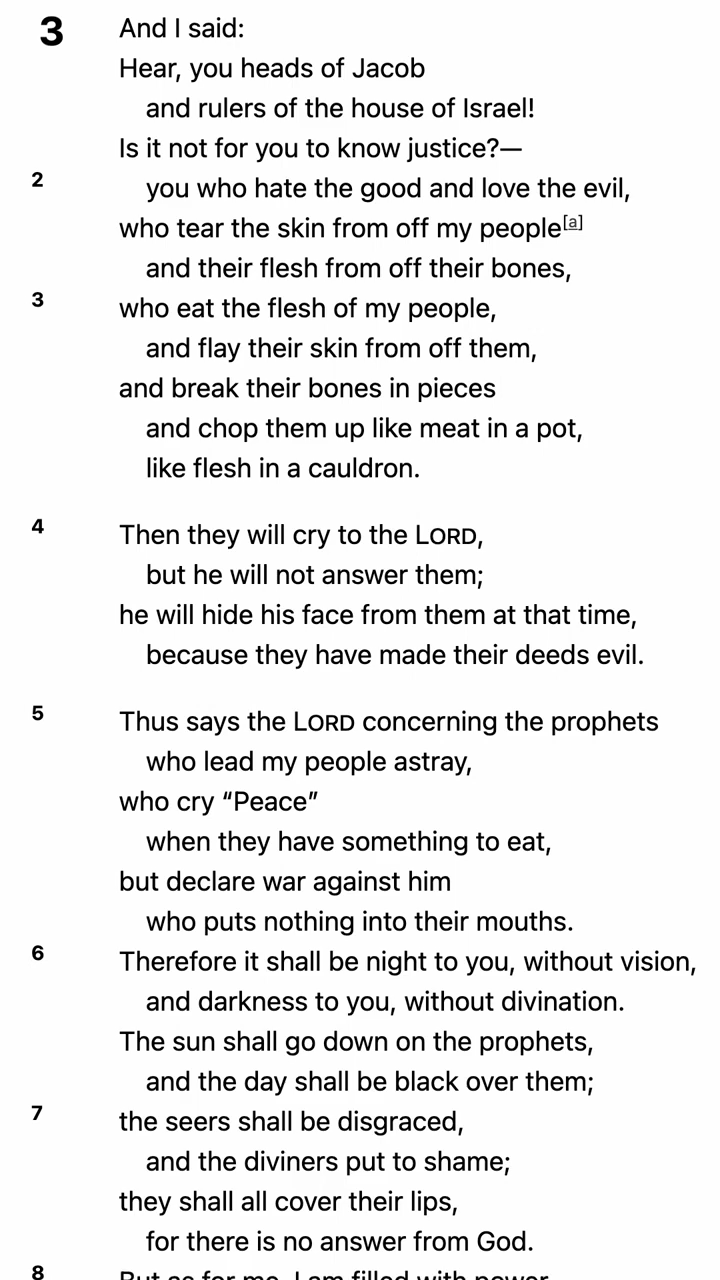 3 And I said:
Hear, you heads of Jacob
and rulers of the house of Israel!
Is it not for you to know justice?—
2 you who hate the good and love the evil,
who tear the skin from off my people[a]
and their flesh from off their bones,
3 who eat the flesh of my people,
and flay their skin from off them,
and break their bones in pieces
and chop them up like meat in a pot,
like flesh in a cauldron.
4 Then they will cry to the LORD,
but he will not answer them;
he will hide his face from them at that time,
because they have made their deeds evil.
5 Thus says the LORD concerning the prophets
who lead my people astray,
who cry “Peace”
when they have something to eat,
but declare war against him
who puts nothing into their mouths.
6 Therefore it shall be night to you, without vision,
and darkness to you, without divination.
The sun shall go down on the prophets,
and the day shall be black over them;
7 the seers shall be disgraced,
and the diviners put to shame;
they shall all cover their lips,
for there is no answer from God.
8 But as for me, I am filled with power